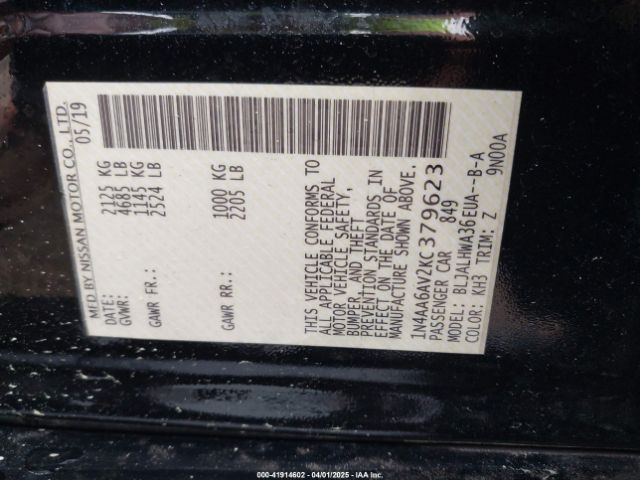 MFD. BY NISSAN MOTOR CO., LTD.
DATE: 05/19
GVWR: 2125 KG
4685 LB
GAWR FR.: 1145 KG
2524 LB
GAWR RR.: 1000 KG
2205 LB
THIS VEHICLE CONFORMS TO
ALL APPLICABLE FEDERAL
MOTOR VEHICLE SAFETY,
BUMPER, AND THEFT
PREVENTION STANDARDS IN
EFFECT ON THE DATE OF
MANUFACTURE SHOWN ABOVE.
1N4AA6AV2KC379623
PASSENGER CAR 849
MODEL: BLJALHWA36EUA--B-A
COLOR: KH3 TRIM: Z 9N00A
000-41914602 - 04/01/2025 - IAAI.COM